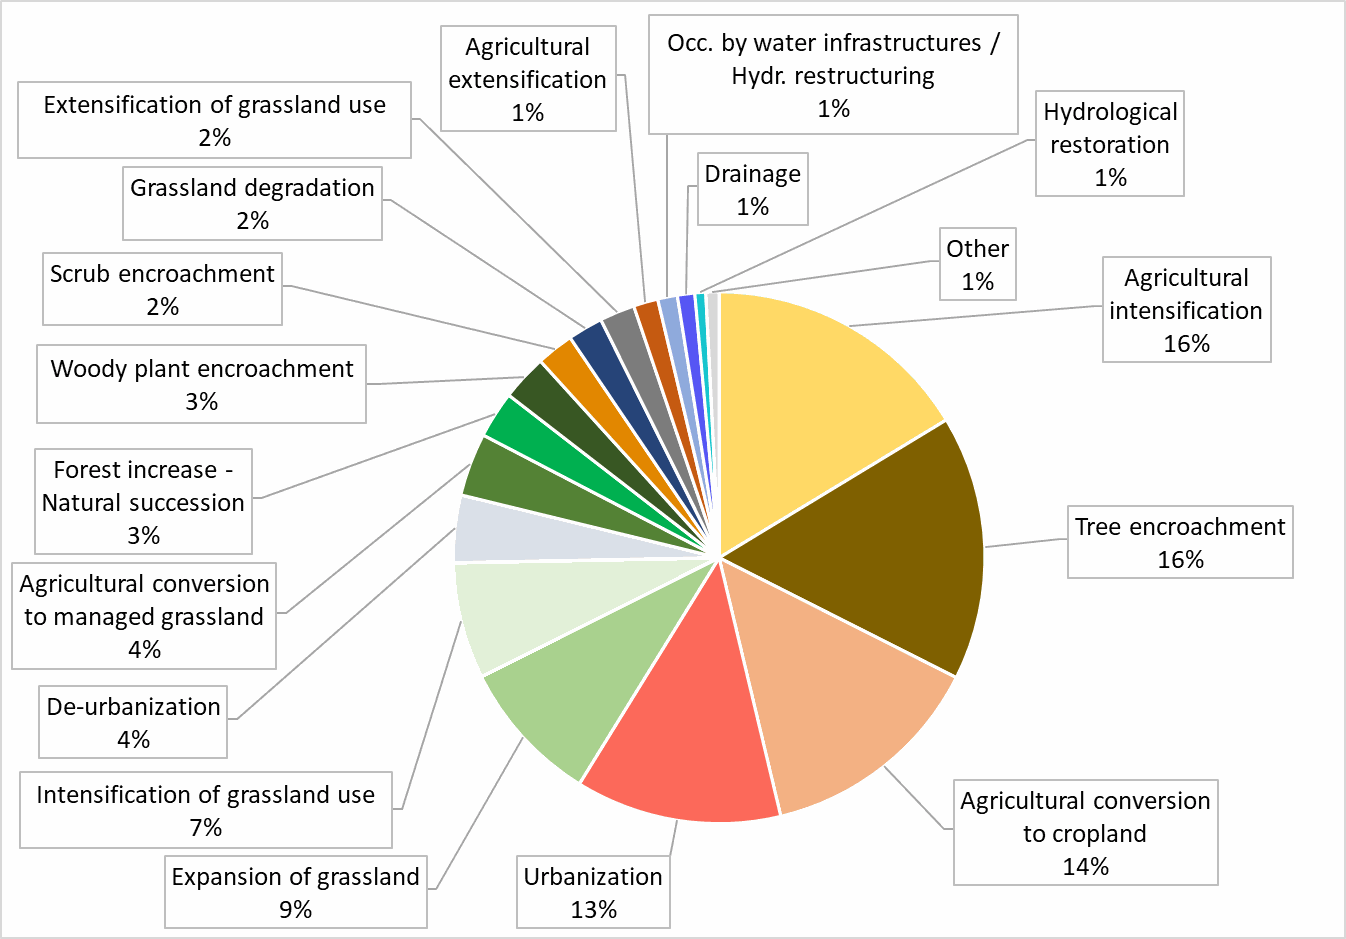 Agricultural
extensification
1%
Occ. by water infrastructures /
Hydr. restructuring
1%
Extensification of grassland use
2%
Hydrological
restoration
1%
Drainage
1%
Grassland degradation
2%
Other
1%
Scrub encroachment
2%
Agricultural
intensification
16%
Woody plant encroachment
3%
Forest increase -
Natural succession
3%
Tree encroachment
16%
Agricultural conversion
to managed grassland
4%
De-urbanization
4%
Intensification of grassland use
7%
Agricultural conversion
to cropland
14%
Expansion of grassland
9%
Urbanization
13%